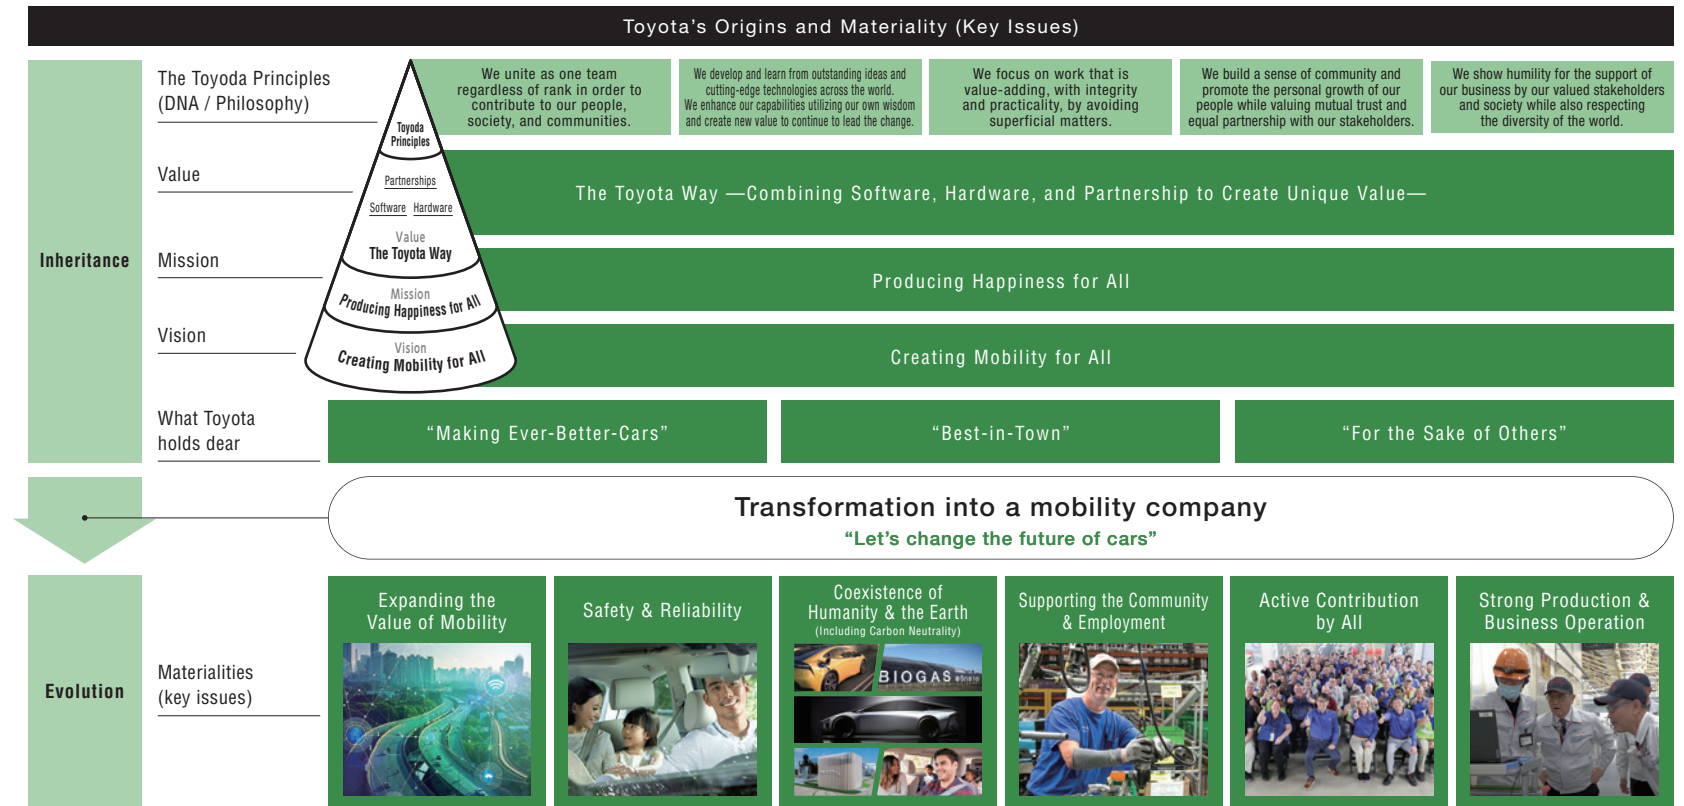 Toyota's Origins and Materiality (Key Issues)
Inheritance
The Toyoda Principles
(DNA / Philosophy)
Toyoda
Principles
We unite as one team
regardless of rank in order to
contribute to our people,
society, and communities.
We develop and learn from outstanding ideas and
cutting-edge technologies across the world.
We enhance our capabilities utilizing our own wisdom
and create new value to continue to lead the change.
We focus on work that is
value-adding, with integrity
and practicality, by avoiding
superficial matters.
We build a sense of community and
promote the personal growth of our
people while valuing mutual trust and
equal partnership with our stakeholders.
We show humility for the support of
our business by our valued stakeholders
and society while also respecting
the diversity of the world.
Value
Partnerships
Software Hardware
Value
The Toyota Way
The Toyota Way —Combining Software, Hardware, and Partnership to Create Unique Value—
Mission
Mission
Producing Happiness for All
Producing Happiness for All
Vision
Vision
Creating Mobility for All
Creating Mobility for All
What Toyota
holds dear
“Making Ever-Better-Cars”
“Best-in-Town”
“For the Sake of Others”
Transformation into a mobility company
“Let’s change the future of cars”
Evolution
Materialities
(key issues)
Expanding the
Value of Mobility
Safety & Reliability
Coexistence of
Humanity & the Earth
(Including Carbon Neutrality)
BIOGAS
Supporting the Community
& Employment
Active Contribution
by All
Strong Production &
Business Operation